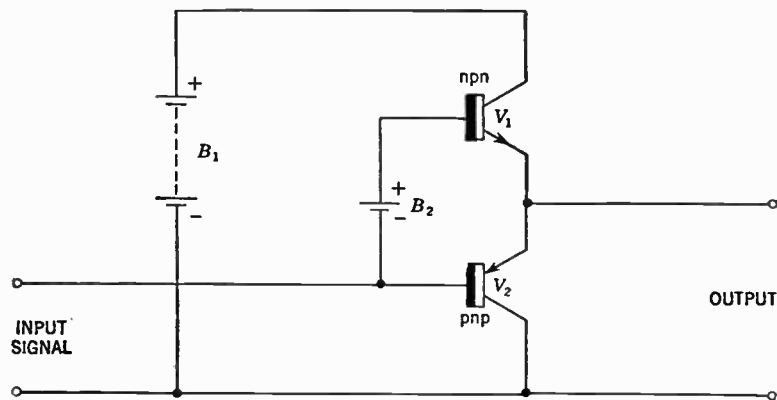 npn
+
V₁
B₁
+
B₂
-
-
V₂
pnp
INPUT
SIGNAL
OUTPUT